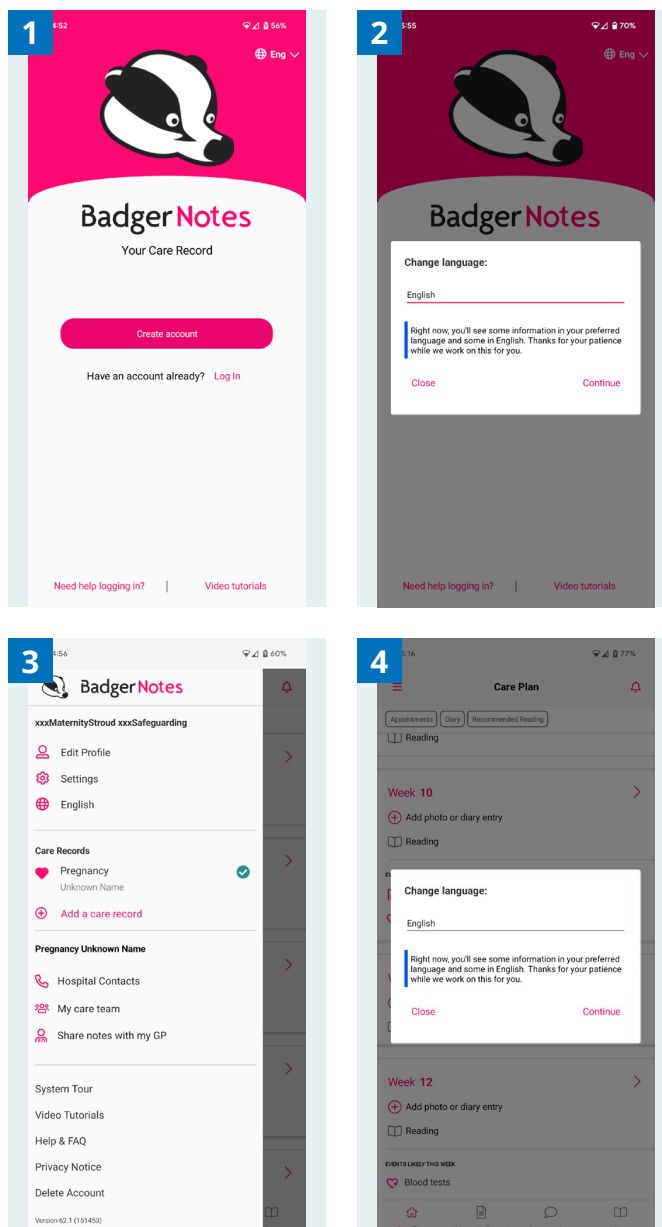 1
4:52
56%
Eng
BadgerNotes
Your Care Record
Create account
Have an account already? Log In
Need help logging in? | Video tutorials
2
5:55
70%
Eng
BadgerNotes
Change language:
English
Right now, you'll see some information in your preferred
language and some in English. Thanks for your patience
while we work on this for you.
Close Continue
Need help logging in? | Video tutorials
3
4:56
60%
BadgerNotes
xxxMaternityStroud xxxSafeguarding
Edit Profile
Settings
English
Care Records
Pregnancy
Unknown Name
Add a care record
Pregnancy Unknown Name
Hospital Contacts
My care team
Share notes with my GP
System Tour
Video Tutorials
Help & FAQ
Privacy Notice
Delete Account
Version 62.1 (151453)
4
5:16
77%
Care Plan
Appointments Diary Recommended Reading
Reading
Week 10
Add photo or diary entry
Reading
Change language:
English
Right now, you'll see some information in your preferred
language and some in English. Thanks for your patience
while we work on this for you.
Close Continue
Week 12
Add photo or diary entry
Reading
EVENTS LIKELY THIS WEEK
Blood tests